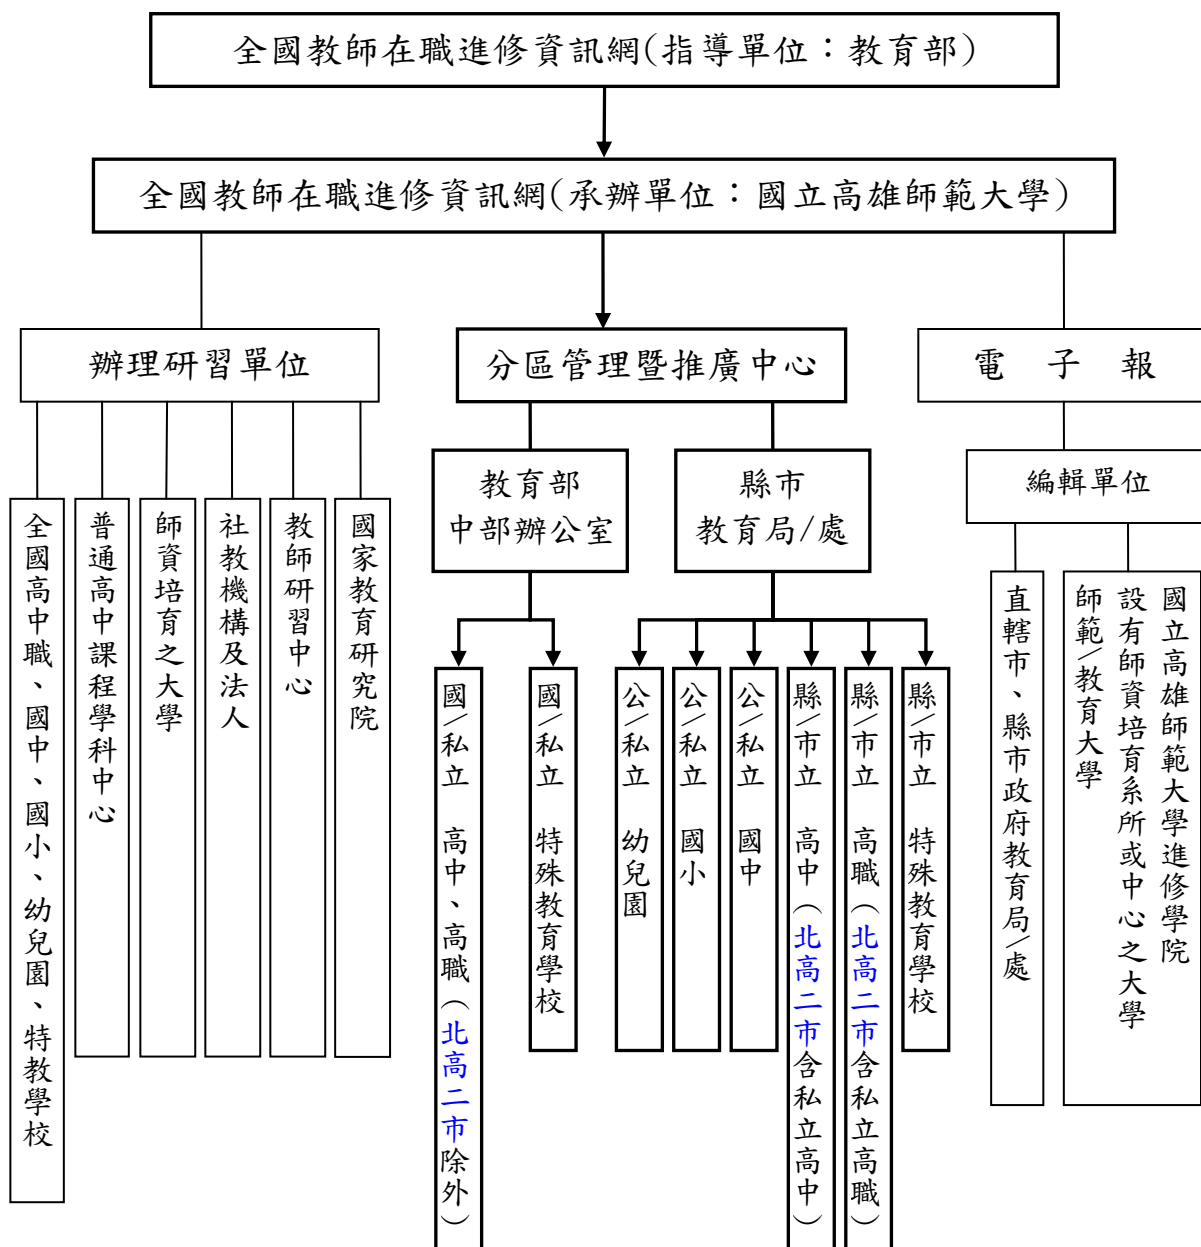 全國教師在職進修資訊網(指導單位：教育部)
全國教師在職進修資訊網(承辦單位：國立高雄師範大學)
辦理研習單位
分區管理暨推廣中心
電子報
教育部
中部辦公室
縣市
教育局/處
編輯單位
全國高中職、國中、國小、幼兒園、特教學校
普通高中課程學科中心
師資培育之大學
社教機構及法人
教師研習中心
國家教育研究院
國/私立 高中、高職（北高二市除外）
國/私立 特殊教育學校
公/私立 幼兒園
公/私立 國小
公/私立 國中
縣/市立 高中（北高二市含私立高中）
縣/市立 高職（北高二市含私立高職）
縣/市立 特殊教育學校
直轄市、縣市政府教育局/處
國立高雄師範大學進修學院
設有師資培育系所或中心之大學
師範/教育大學